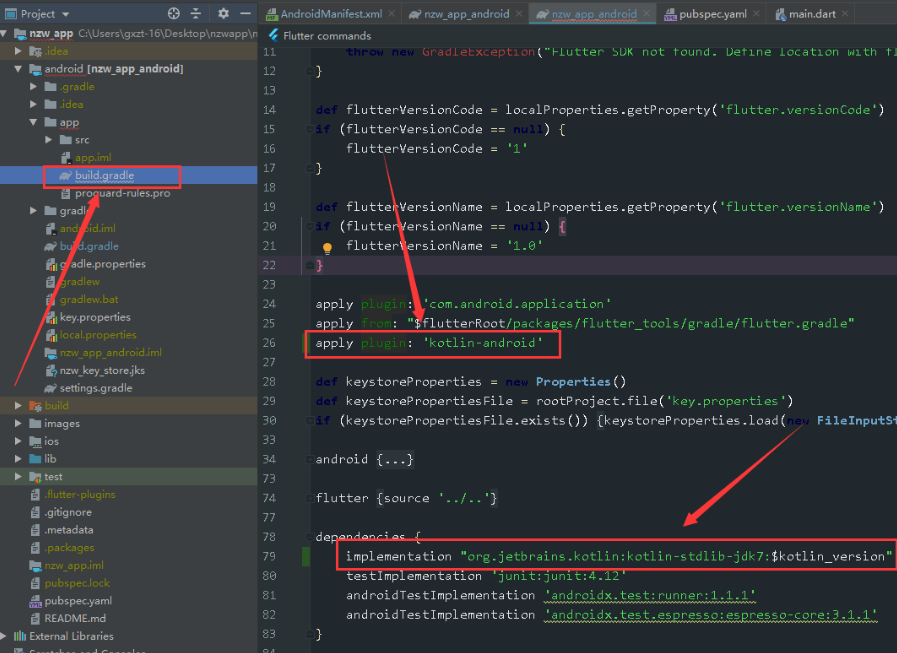 Project
nzw_app C:\Users\gxzt-16\Desktop\nzwapp\n
.idea
android [nzw_app_android]
.gradle
.idea
app
src
app.iml
build.gradle
proguard-rules.pro
gradle
android.iml
build.gradle
gradle.properties
gradlew
gradlew.bat
key.properties
local.properties
nzw_app_android.iml
nzw_key_store.jks
settings.gradle
build
images
ios
lib
test
.flutter-plugins
.gitignore
.metadata
.packages
nzw_app.iml
pubspec.lock
pubspec.yaml
README.md
External Libraries
Scratches and Consoles
AndroidManifest.xml nzw_app_android nzw_app_android pubspec.yaml main.dart
Flutter commands
11 throw new GradleException("Flutter SDK not found. Define location with fl
12 }
13
14 def flutterVersionCode = localProperties.getProperty('flutter.versionCode')
15 if (flutterVersionCode == null) {
16 flutterVersionCode = '1'
17 }
18
19 def flutterVersionName = localProperties.getProperty('flutter.versionName')
20 if (flutterVersionName == null) {
21 flutterVersionName = '1.0'
22 }
23
24 apply plugin: 'com.android.application'
25 apply from: "$flutterRoot/packages/flutter_tools/gradle/flutter.gradle"
26 apply plugin: 'kotlin-android'
27
28 def keystoreProperties = new Properties()
29 def keystorePropertiesFile = rootProject.file('key.properties')
30 if (keystorePropertiesFile.exists()) {keystoreProperties.load(new FileInputSt
33
34 android {...}
73
74 flutter {source '../..'}
77
78 dependencies {
79 implementation "org.jetbrains.kotlin:kotlin-stdlib-jdk7:$kotlin_version"
80 testImplementation 'junit:junit:4.12'
81 androidTestImplementation 'androidx.test:runner:1.1.1'
82 androidTestImplementation 'androidx.test.espresso:espresso-core:3.1.1'
83 }
84